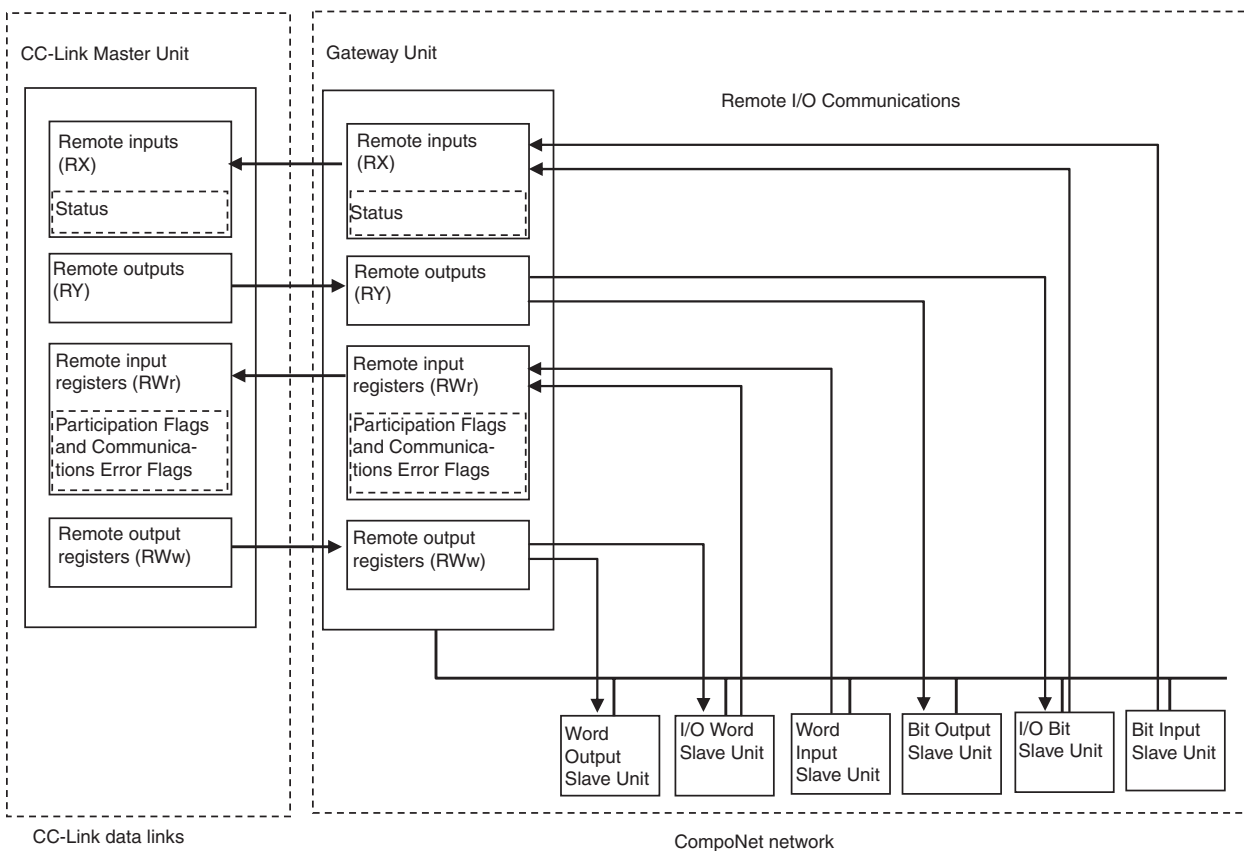 CC-Link Master Unit
Remote inputs
(RX)
Status
Remote outputs
(RY)
Remote input
registers (RWr)
Participation Flags
and Communica-
tions Error Flags
Remote output
registers (RWw)
CC-Link data links
Gateway Unit
Remote I/O Communications
Remote inputs
(RX)
Status
Remote outputs
(RY)
Remote input
registers (RWr)
Participation Flags
and Communica-
tions Error Flags
Remote output
registers (RWw)
Word
Output
Slave Unit
I/O Word
Slave Unit
Word
Input
Slave Unit
Bit Output
Slave Unit
I/O Bit
Slave Unit
Bit Input
Slave Unit
CompoNet network